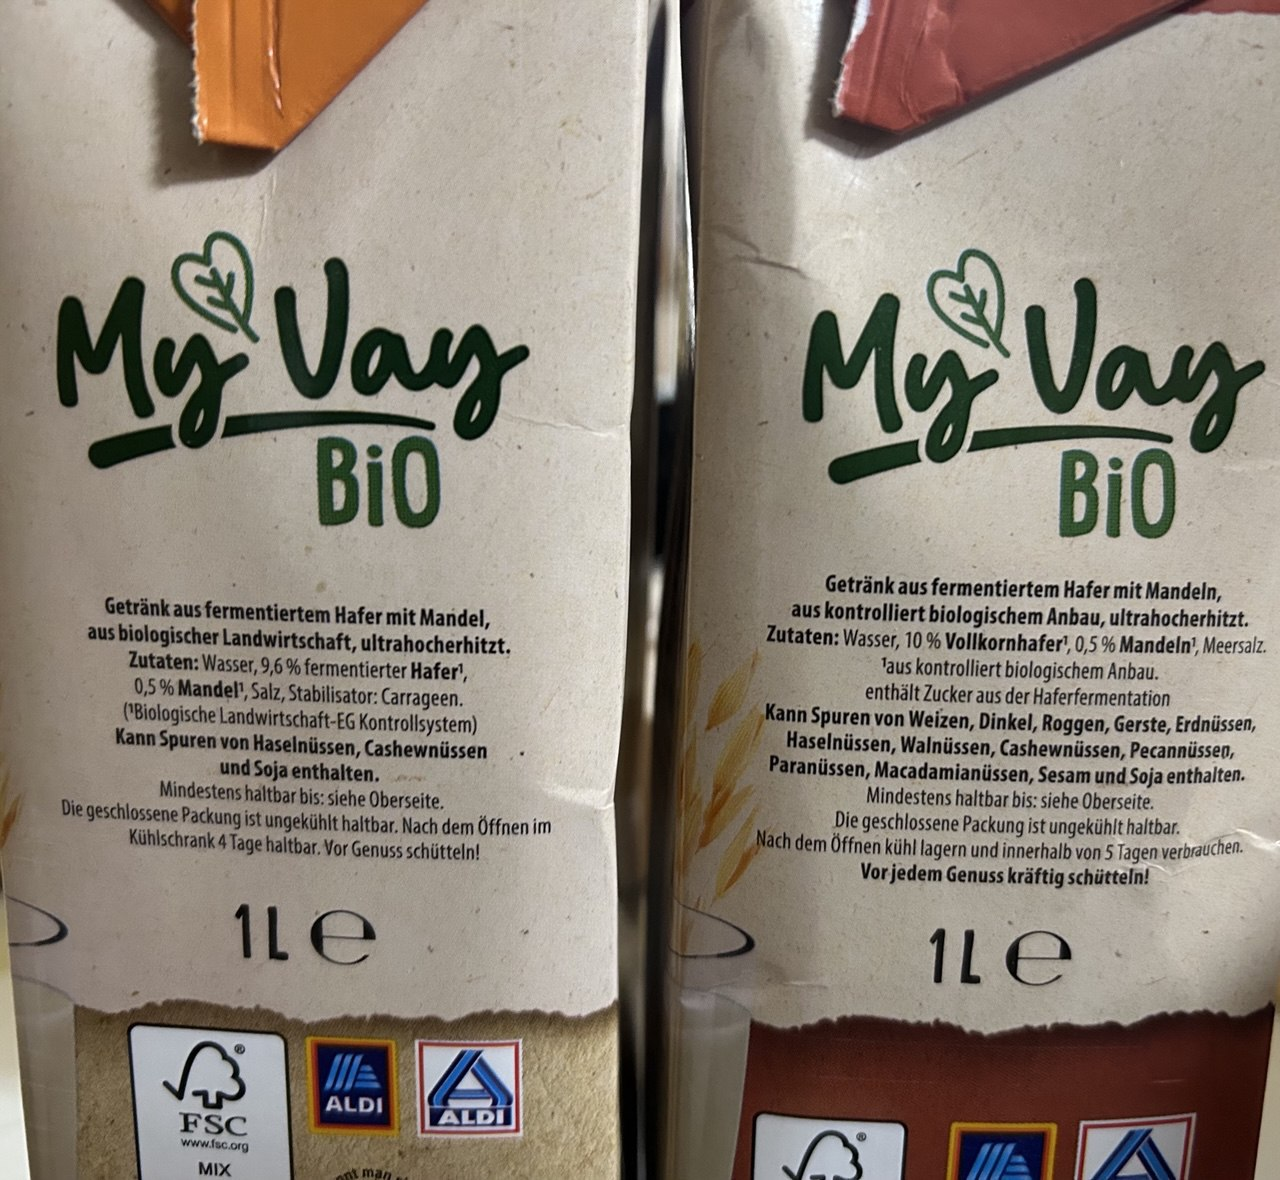 My Vay
BiO
Getränk aus fermentiertem Hafer mit Mandel,
aus biologischer Landwirtschaft, ultrahocherhitzt.
Zutaten: Wasser, 9,6 % fermentierter Hafer¹,
0,5 % Mandel¹, Salz, Stabilisator: Carrageen.
(¹Biologische Landwirtschaft-EG Kontrollsystem)
Kann Spuren von Haselnüssen, Cashewnüssen
und Soja enthalten.
Mindestens haltbar bis: siehe Oberseite.
Die geschlossene Packung ist ungekühlt haltbar. Nach dem Öffnen im
Kühlschrank 4 Tage haltbar. Vor Genuss schütteln!
1L ℮
FSC
®
www.fsc.org
MIX
ALDI
ALDI
nnt man
My Vay
BiO
Getränk aus fermentiertem Hafer mit Mandeln,
aus kontrolliert biologischem Anbau, ultrahocherhitzt.
Zutaten: Wasser, 10 % Vollkornhafer¹, 0,5 % Mandeln¹, Meersalz.
¹aus kontrolliert biologischem Anbau.
enthält Zucker aus der Haferfermentation
Kann Spuren von Weizen, Dinkel, Roggen, Gerste, Erdnüssen,
Haselnüssen, Walnüssen, Cashewnüssen, Pecannüssen,
Paranüssen, Macadamianüssen, Sesam und Soja enthalten.
Mindestens haltbar bis: siehe Oberseite.
Die geschlossene Packung ist ungekühlt haltbar.
Nach dem Öffnen kühl lagern und innerhalb von 5 Tagen verbrauchen.
Vor jedem Genuss kräftig schütteln!
1L ℮
®